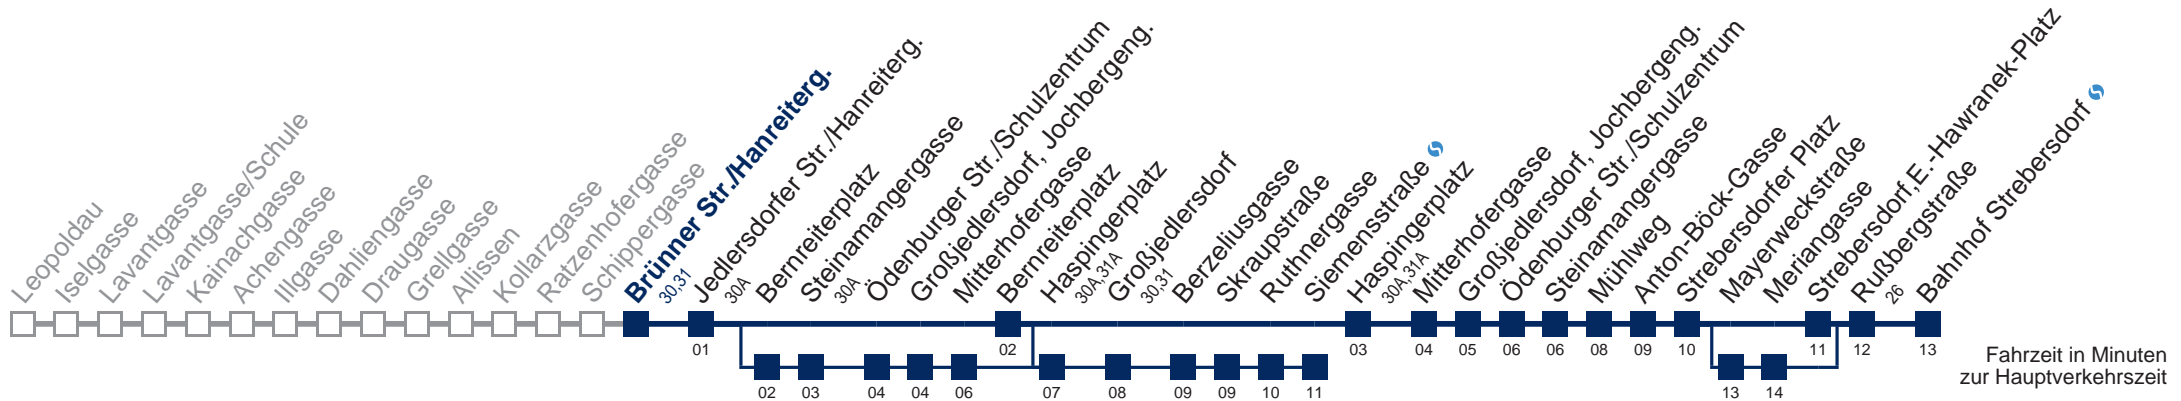 Leopoldau
Iselgasse
Lavantgasse
Lavantgasse/Schule
Kainachgasse
Achengasse
Illgasse
Dahliengasse
Draugasse
Grellgasse
Allissen
Kollarzgasse
Ratzenhofergasse
Schippergasse
Brünner Str./Hanreiterg.
30,31
Jedlersdorfer Str./Hanreiterg.
30A
Bernreiterplatz
Steinamangergasse
30A
Ödenburger Str./Schulzentrum
Großjedlersdorf, Jochbergeng.
Mitterhofergasse
Bernreiterplatz
Haspingerplatz
30A,31A
Großjedlersdorf
30,31
Berzeliusgasse
Skraupstraße
Ruthnergasse
Siemensstraße
Haspingerplatz
30A,31A
Mitterhofergasse
Großjedlersdorf, Jochbergeng.
Ödenburger Str./Schulzentrum
Steinamangergasse
Mühlweg
Anton-Böck-Gasse
Strebersdorfer Platz
Mayerweckstraße
Meriangasse
Strebersdorf,E.-Hawranek-Platz
Rußbergstraße
26
Bahnhof Strebersdorf
01 02 03 04 05 06 06 08 09 10 11 12 13
02 03 04 04 06 07 08 09 09 10 11 13 14
Fahrzeit in Minuten
zur Hauptverkehrszeit